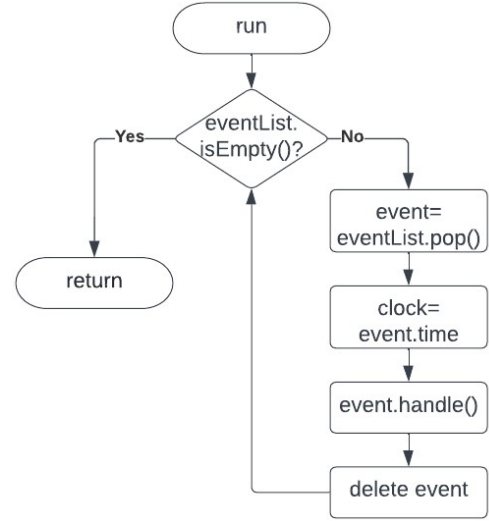 run
eventList.
isEmpty()?
Yes
No
event=
eventList.pop()
return
clock=
event.time
event.handle()
delete event